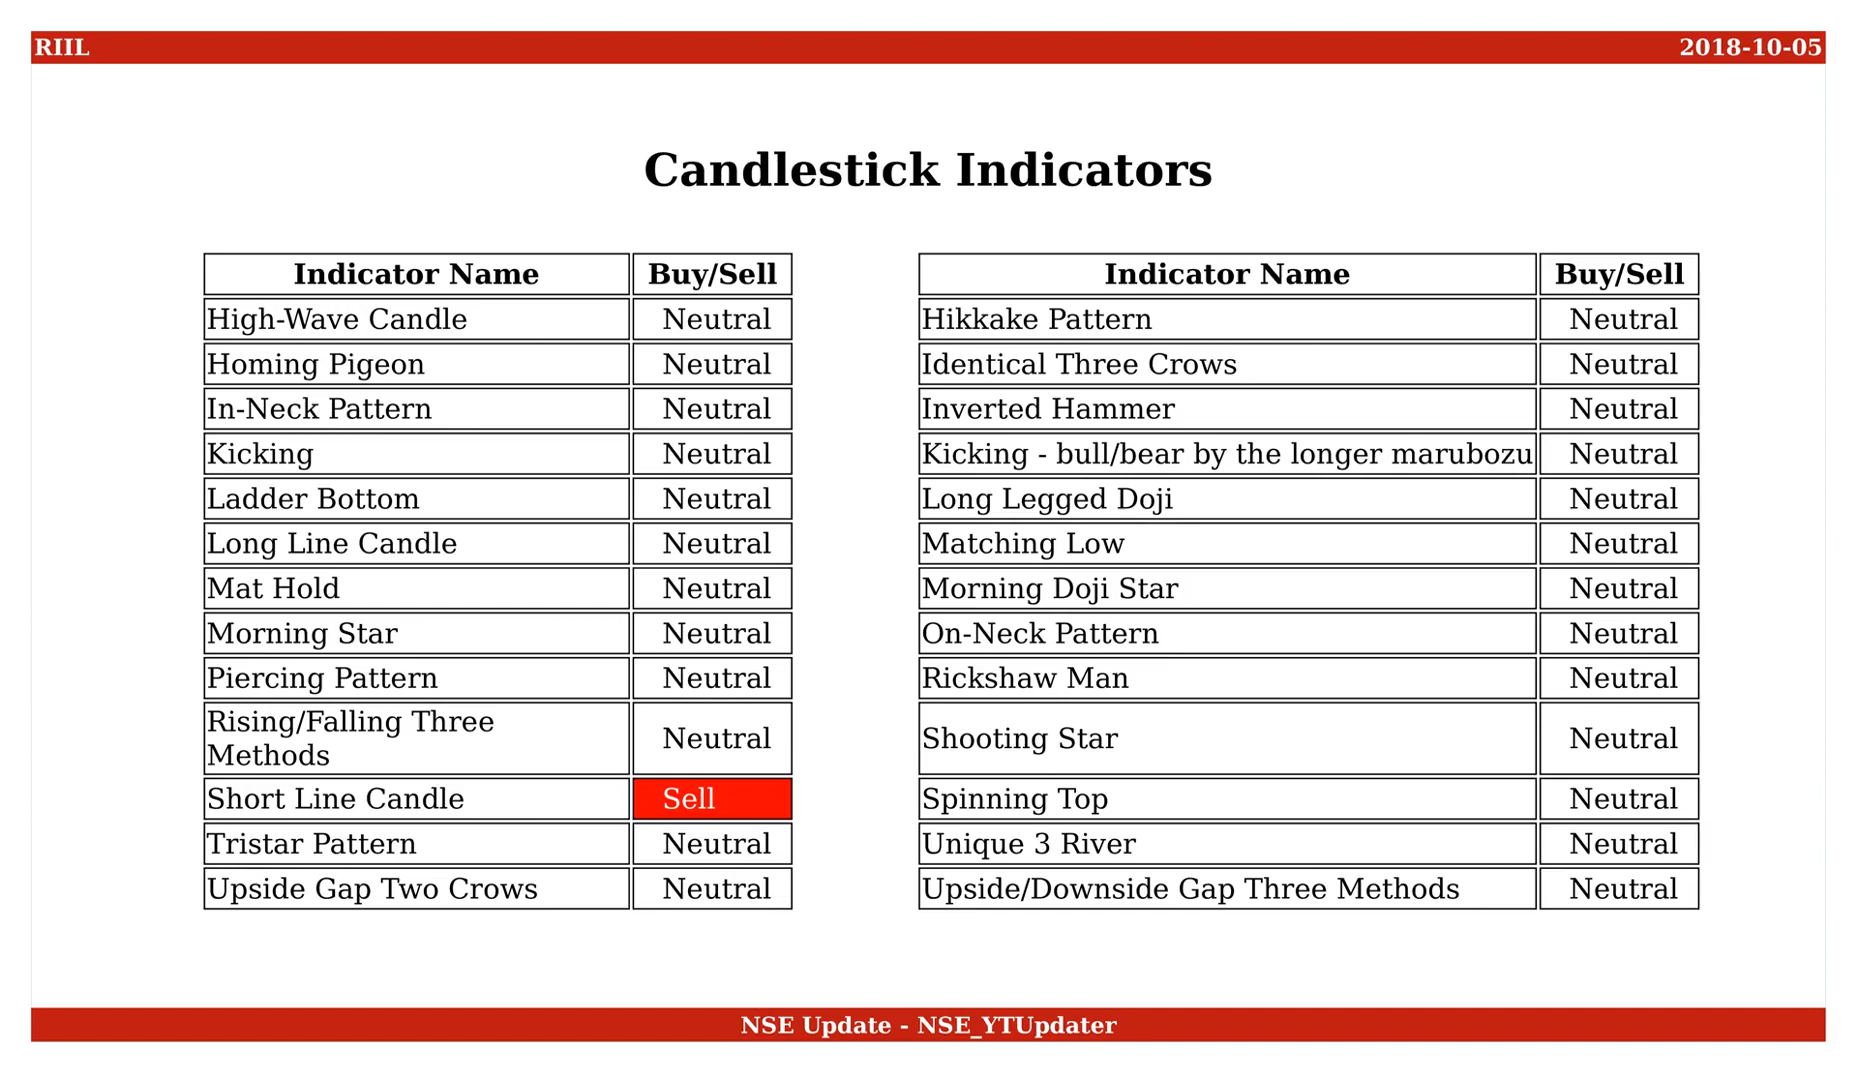 RIIL 2018-10-05
Candlestick Indicators
Indicator Name Buy/Sell Indicator Name Buy/Sell
High-Wave Candle Neutral Hikkake Pattern Neutral
Homing Pigeon Neutral Identical Three Crows Neutral
In-Neck Pattern Neutral Inverted Hammer Neutral
Kicking Neutral Kicking - bull/bear by the longer marubozu Neutral
Ladder Bottom Neutral Long Legged Doji Neutral
Long Line Candle Neutral Matching Low Neutral
Mat Hold Neutral Morning Doji Star Neutral
Morning Star Neutral On-Neck Pattern Neutral
Piercing Pattern Neutral Rickshaw Man Neutral
Rising/Falling Three
Methods Neutral Shooting Star Neutral
Short Line Candle Sell Spinning Top Neutral
Tristar Pattern Neutral Unique 3 River Neutral
Upside Gap Two Crows Neutral Upside/Downside Gap Three Methods Neutral
NSE Update - NSE_YTUpdater